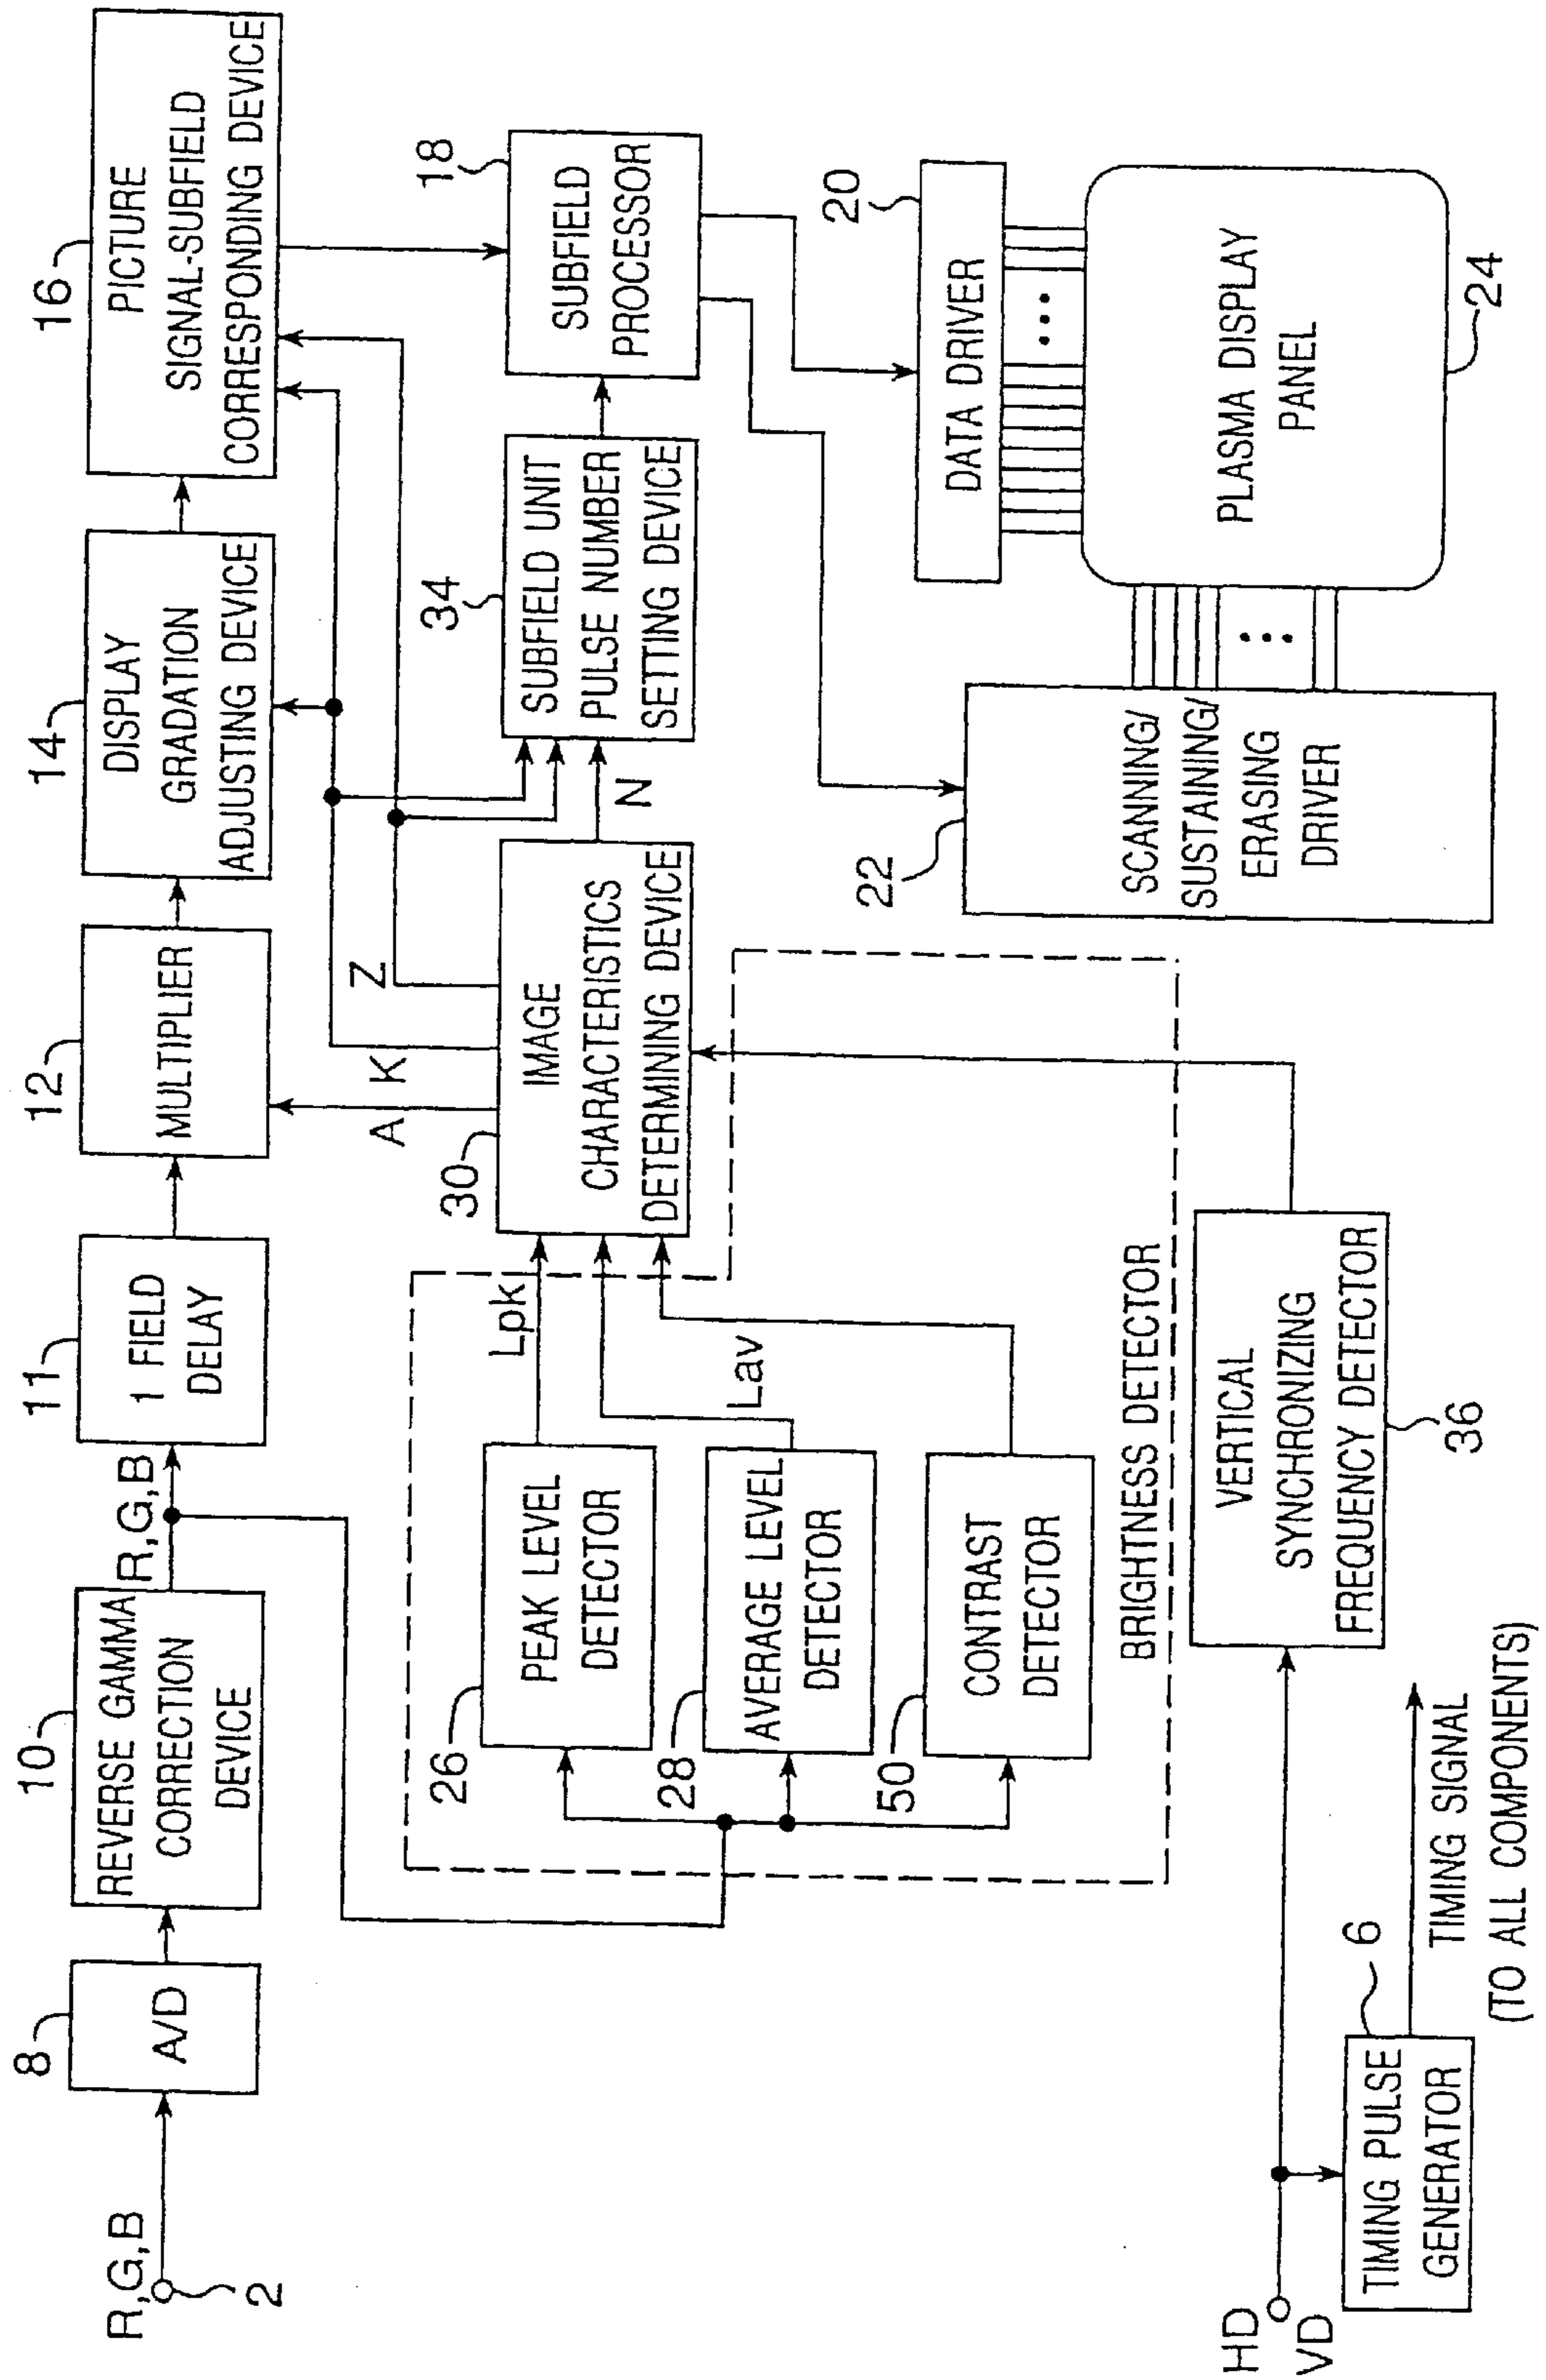 R,G,B
2
8
A/D
10
REVERSE GAMMA
CORRECTION
DEVICE
R,G,B
11
1 FIELD
DELAY
12
MULTIPLIER
14
DISPLAY
GRADATION
ADJUSTING DEVICE
16
PICTURE
SIGNAL-SUBFIELD
CORRESPONDING DEVICE
A
K
Z
26
PEAK LEVEL
DETECTOR
Lpk
28
AVERAGE LEVEL
DETECTOR
Lav
50
CONTRAST
DETECTOR
BRIGHTNESS DETECTOR
30
IMAGE
CHARACTERISTICS
DETERMINING DEVICE
N
34
SUBFIELD UNIT
PULSE NUMBER
SETTING DEVICE
18
SUBFIELD
PROCESSOR
20
DATA DRIVER
22
SCANNING/
SUSTAINING/
ERASING
DRIVER
PLASMA DISPLAY
PANEL
24
VERTICAL
SYNCHRONIZING
FREQUENCY DETECTOR
36
HD
VD
6
TIMING PULSE
GENERATOR
TIMING SIGNAL
(TO ALL COMPONENTS)